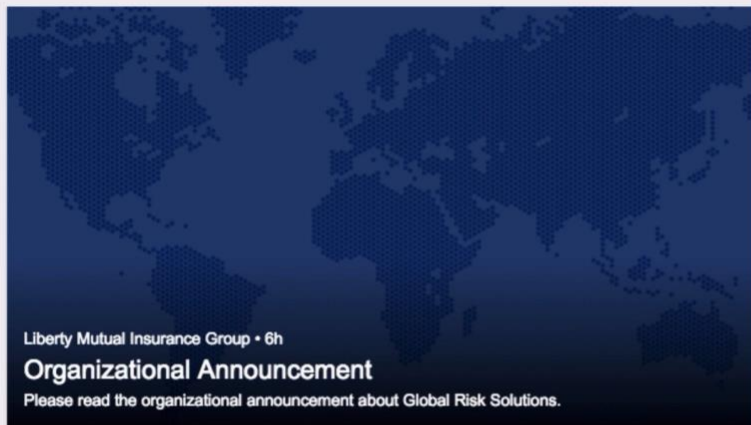 Liberty Mutual Insurance Group • 6h
Organizational Announcement
Please read the organizational announcement about Global Risk Solutions.